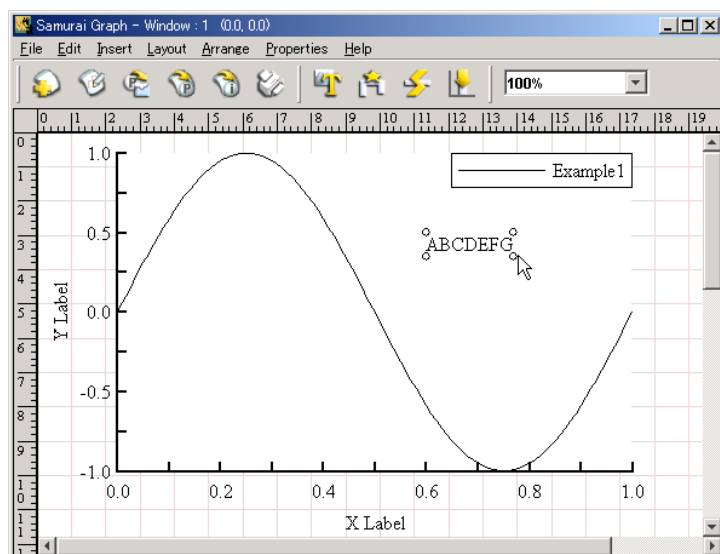 Samurai Graph - Window : 1 (0.0, 0.0)
File Edit Insert Layout Arrange Properties Help
100%
0 1 2 3 4 5 6 7 8 9 10 11 12 13 14 15 16 17 18 19
0
1
2
3
4
5
6
7
8
9
10
11
1.0
0.5
0.0
-0.5
-1.0
Y Label
Example1
ABCDEFG
0.0 0.2 0.4 0.6 0.8 1.0
X Label